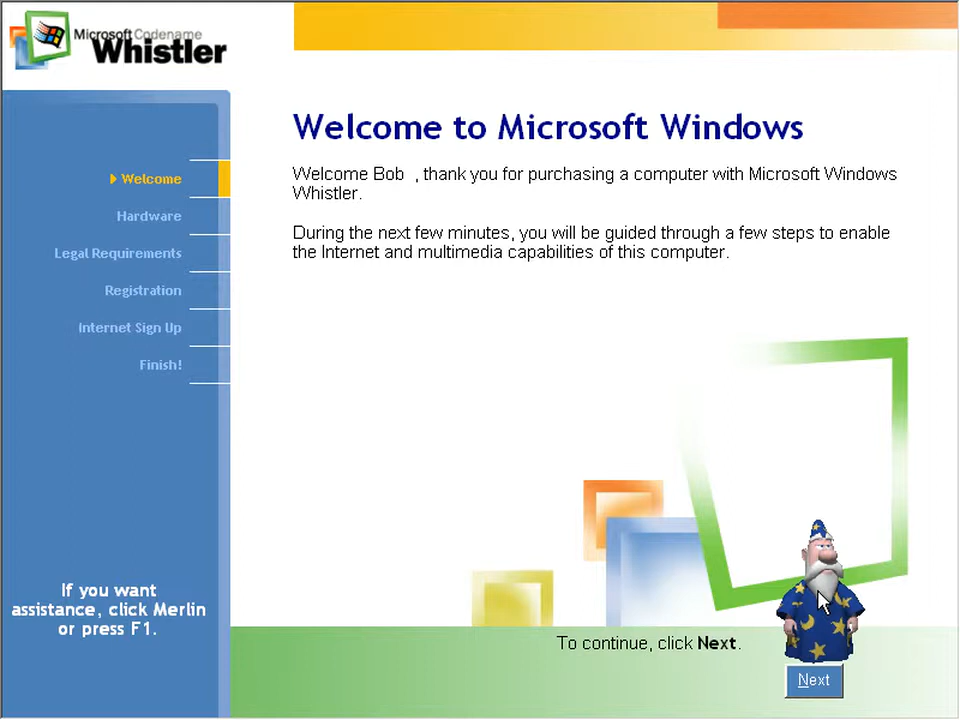 Microsoft Codename
Whistler
Welcome
Hardware
Legal Requirements
Registration
Internet Sign Up
Finish!
If you want
assistance, click Merlin
or press F1.
Welcome to Microsoft Windows
Welcome Bob , thank you for purchasing a computer with Microsoft Windows
Whistler.
During the next few minutes, you will be guided through a few steps to enable
the Internet and multimedia capabilities of this computer.
To continue, click Next.
Next